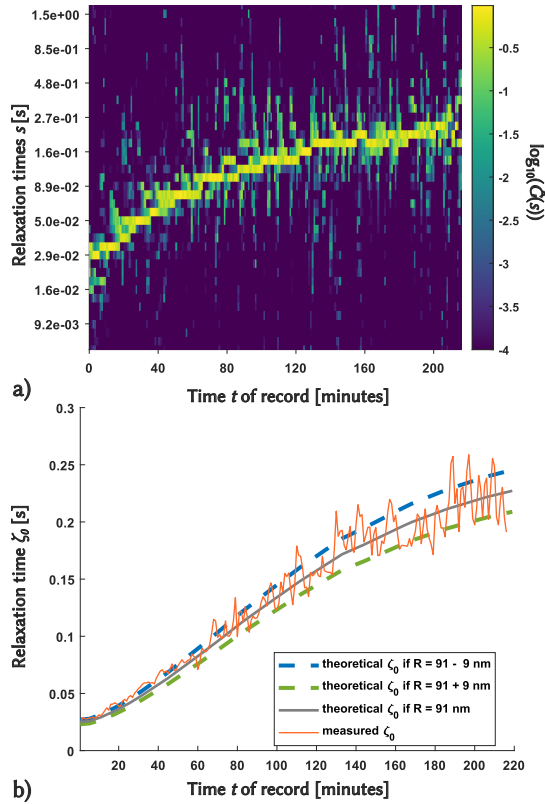 1.5e+00
8.5e-01
4.8e-01
2.7e-01
1.6e-01
8.9e-02
5.0e-02
2.9e-02
1.6e-02
9.2e-03
Relaxation times s [s]
0 40 80 120 160 200
Time t of record [minutes]
-0.5
-1
-1.5
-2
-2.5
-3
-3.5
-4
log10(C̃(s))
a)
0.3
0.25
0.2
0.15
0.1
0.05
0
Relaxation time ζ0 [s]
theoretical ζ0 if R = 91 - 9 nm
theoretical ζ0 if R = 91 + 9 nm
theoretical ζ0 if R = 91 nm
measured ζ0
20 40 60 80 100 120 140 160 180 200 220
Time t of record [minutes]
b)